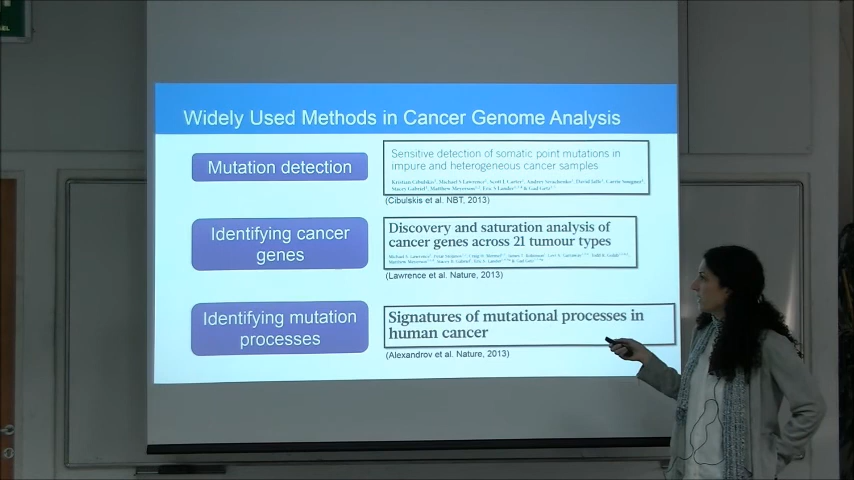 Widely Used Methods in Cancer Genome Analysis
Mutation detection
Sensitive detection of somatic point mutations in
impure and heterogeneous cancer samples
(Cibulskis et al. NBT, 2013)
Identifying cancer
genes
Discovery and saturation analysis of
cancer genes across 21 tumour types
(Lawrence et al. Nature, 2013)
Identifying mutation
processes
Signatures of mutational processes in
human cancer
(Alexandrov et al. Nature, 2013)